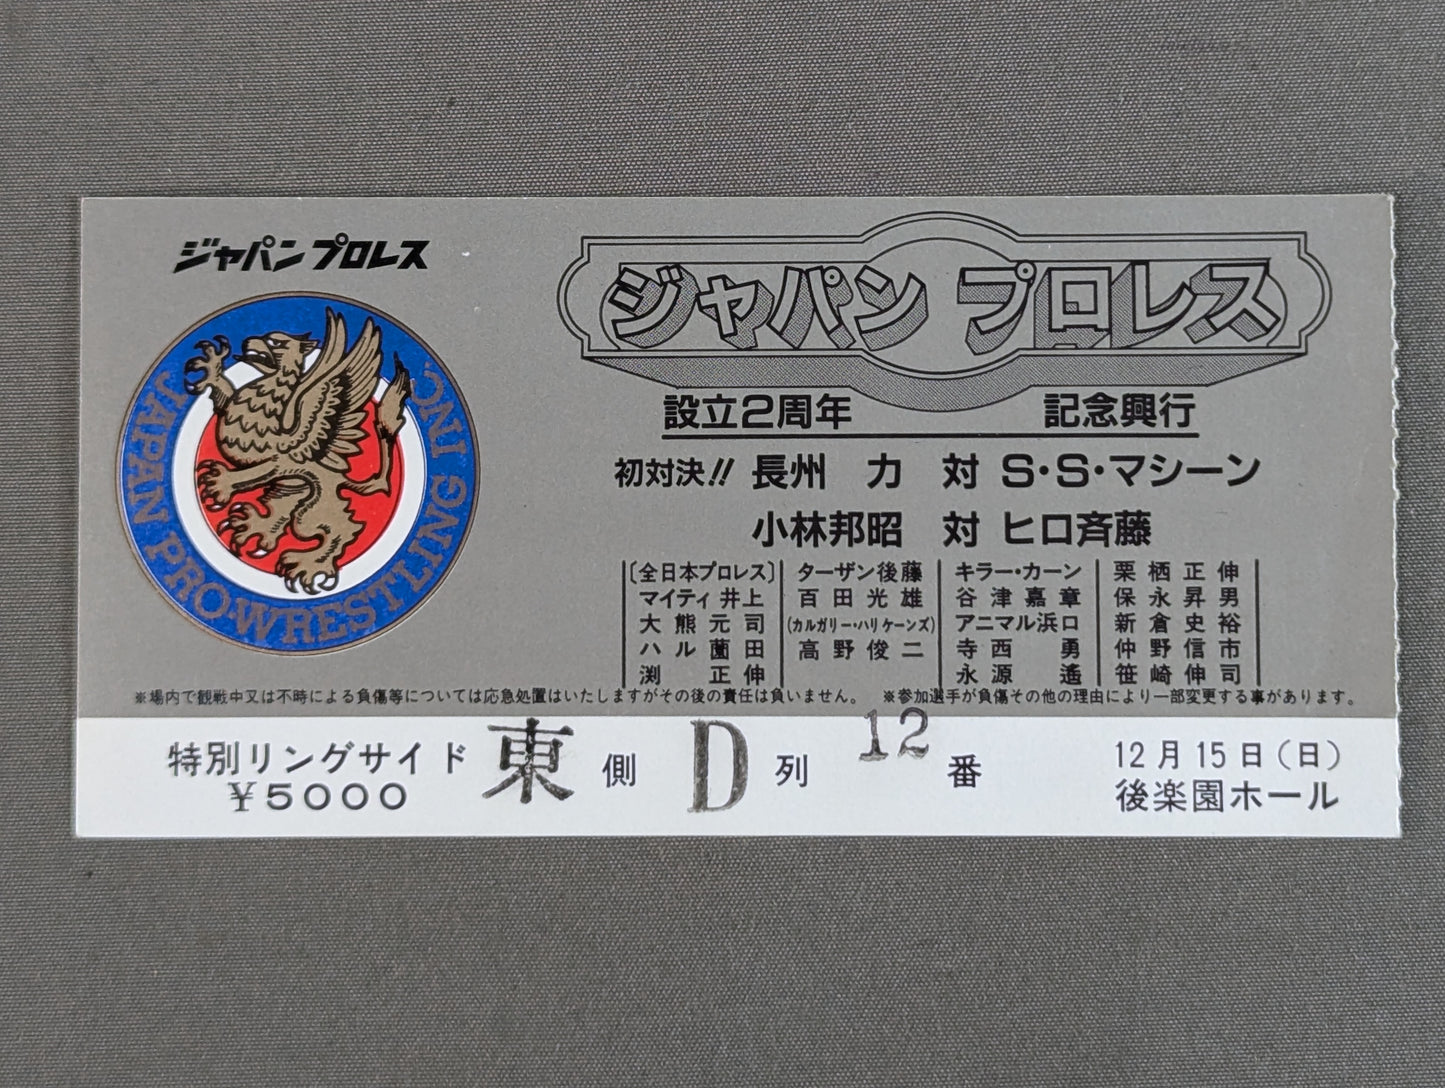 ジャパンプロレス
JAPAN PRO-WRESTLING INC.
ジャパン プロレス
設立2周年 記念興行
初対決!! 長州 力 対 S・S・マシーン
小林邦昭 対 ヒロ斉藤
〔全日本プロレス〕
マイティ井上
大熊元司
ハル薗田
渕 正伸
ターザン後藤
百田光雄
(カルガリー・ハリケーンズ)
高野俊二
キラー・カーン
谷津嘉章
アニマル浜口
寺西 勇
永源 遙
栗栖正伸
保永昇男
新倉史裕
仲野信市
笹崎伸司
※場内で観戦中又は不時による負傷等については応急処置はいたしますがその後の責任は負いません。 ※参加選手が負傷その他の理由により一部変更する事があります。
特別リングサイド 東 側 D 列 12 番
¥5000
12月15日(日)
後楽園ホール